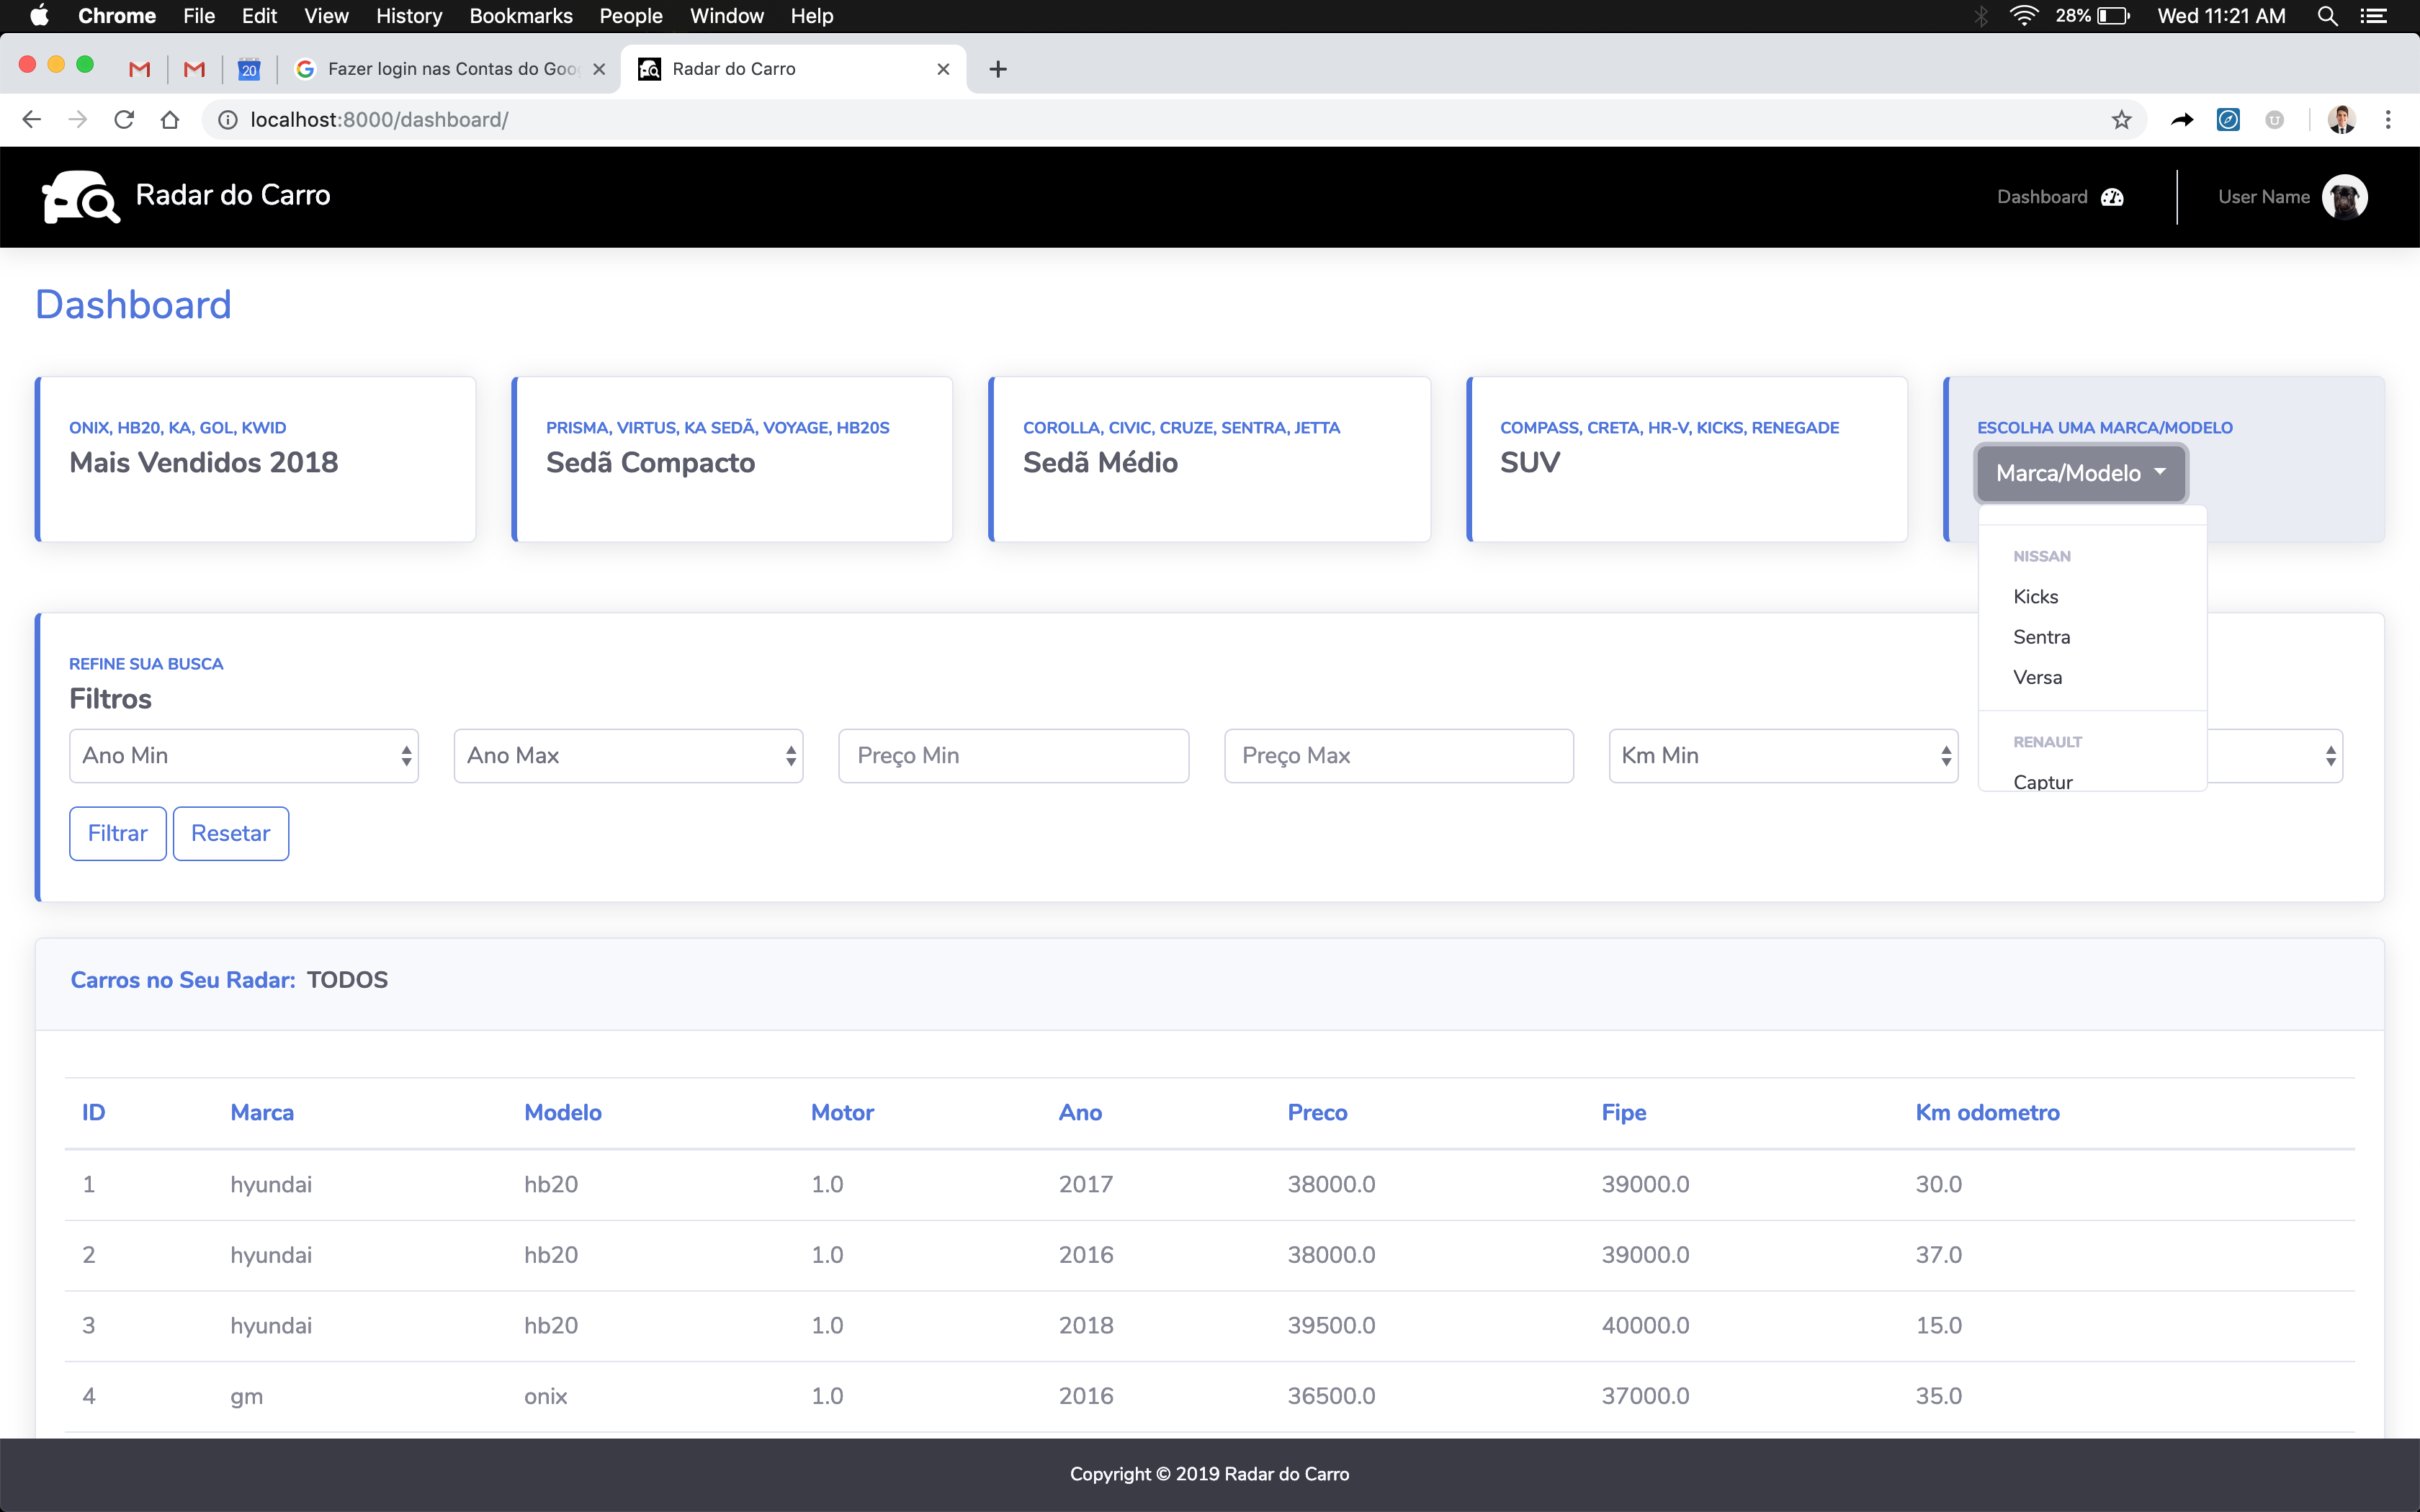 Chrome File Edit View History Bookmarks People Window Help 28% Wed 11:21 AM
20 Fazer login nas Contas do Goo Radar do Carro
localhost:8000/dashboard/
Radar do Carro Dashboard User Name
Dashboard
ONIX, HB20, KA, GOL, KWID
Mais Vendidos 2018
PRISMA, VIRTUS, KA SEDÃ, VOYAGE, HB20S
Sedã Compacto
COROLLA, CIVIC, CRUZE, SENTRA, JETTA
Sedã Médio
COMPASS, CRETA, HR-V, KICKS, RENEGADE
SUV
ESCOLHA UMA MARCA/MODELO
Marca/Modelo
NISSAN
Kicks
Sentra
Versa
RENAULT
Captur
REFINE SUA BUSCA
Filtros
Ano Min Ano Max Preço Min Preço Max Km Min
Filtrar Resetar
Carros no Seu Radar: TODOS
ID Marca Modelo Motor Ano Preco Fipe Km odometro
1 hyundai hb20 1.0 2017 38000.0 39000.0 30.0
2 hyundai hb20 1.0 2016 38000.0 39000.0 37.0
3 hyundai hb20 1.0 2018 39500.0 40000.0 15.0
4 gm onix 1.0 2016 36500.0 37000.0 35.0
Copyright © 2019 Radar do Carro